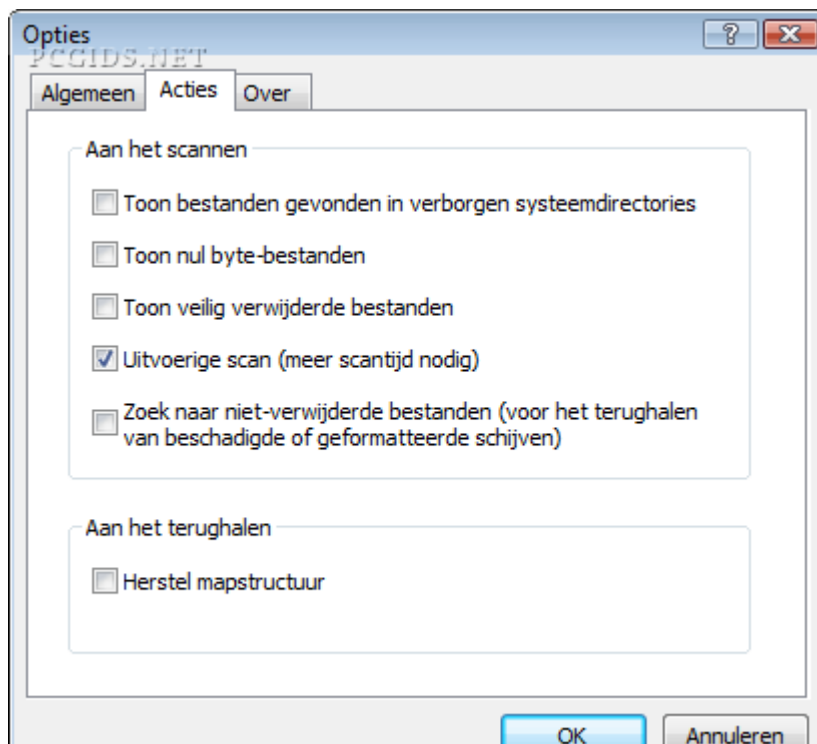 Opties
PCGIDS.NET
Algemeen Acties Over
Aan het scannen
Toon bestanden gevonden in verborgen systeemdirectories
Toon nul byte-bestanden
Toon veilig verwijderde bestanden
Uitvoerige scan (meer scantijd nodig)
Zoek naar niet-verwijderde bestanden (voor het terughalen
van beschadigde of geformatteerde schijven)
Aan het terughalen
Herstel mapstructuur
OK Annuleren